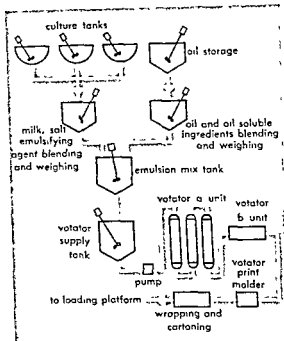 culture tanks
oil storage
milk, salt
emulsifying
agent blending
and weighing
oil and oil soluble
ingredients blending
and weighing
emulsion mix tank
votator a unit
votator
b unit
votator
supply
tank
votator
print
molder
pump
to loading platform
wrapping and
cartoning